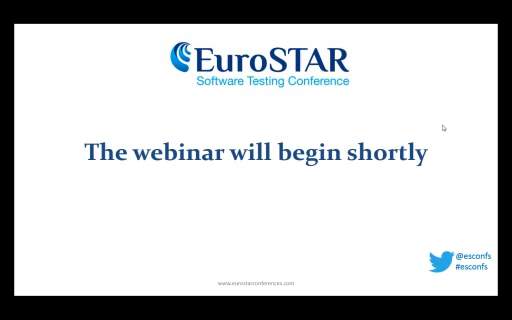 EuroSTAR
Software Testing Conference
The webinar will begin shortly
@esconfs
#esconfs
www.eurostarconferences.com